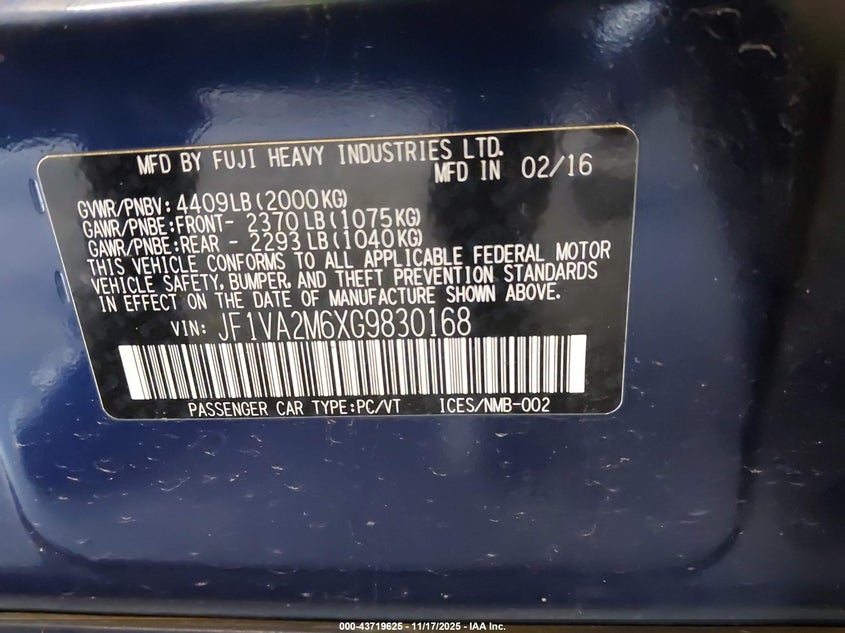 MFD BY FUJI HEAVY INDUSTRIES LTD.
MFD IN 02/16
GVWR/PNBV: 4409LB(2000KG)
GAWR/PNBE:FRONT- 2370LB(1075KG)
GAWR/PNBE:REAR - 2293LB(1040KG)
THIS VEHICLE CONFORMS TO ALL APPLICABLE FEDERAL MOTOR
VEHICLE SAFETY, BUMPER, AND THEFT PREVENTION STANDARDS
IN EFFECT ON THE DATE OF MANUFACTURE SHOWN ABOVE.
VIN: JF1VA2M6XG9830168
PASSENGER CAR TYPE:PC/VT ICES/NMB-002
000-43719625 - 11/17/2025 - IAA Inc.